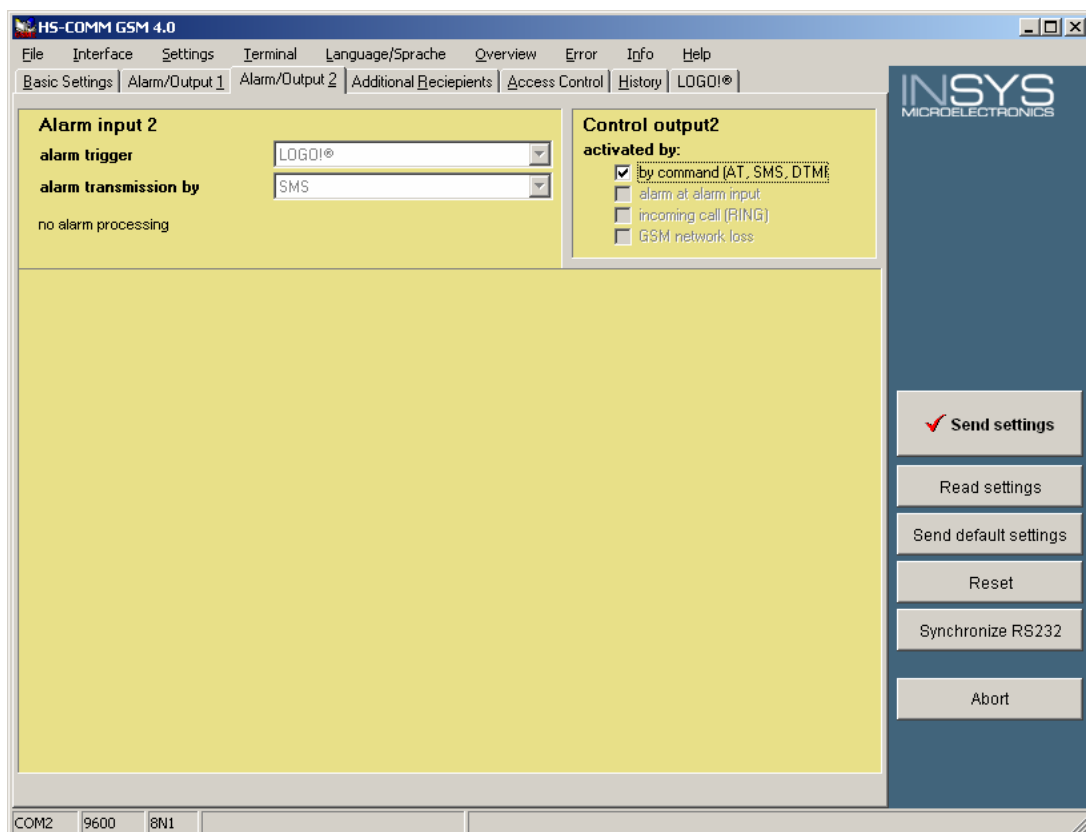 HS-COMM GSM 4.0
File Interface Settings Terminal Language/Sprache Overview Error Info Help
Basic Settings Alarm/Output 1 Alarm/Output 2 Additional Reciepients Access Control History LOGO!®
INSYS
MICROELECTRONICS
Alarm input 2
alarm trigger LOGO!®
alarm transmission by SMS
no alarm processing
Control output2
activated by:
by command (AT, SMS, DTMF
alarm at alarm input
incoming call (RING)
GSM network loss
Send settings
Read settings
Send default settings
Reset
Synchronize RS232
Abort
COM2 9600 8N1